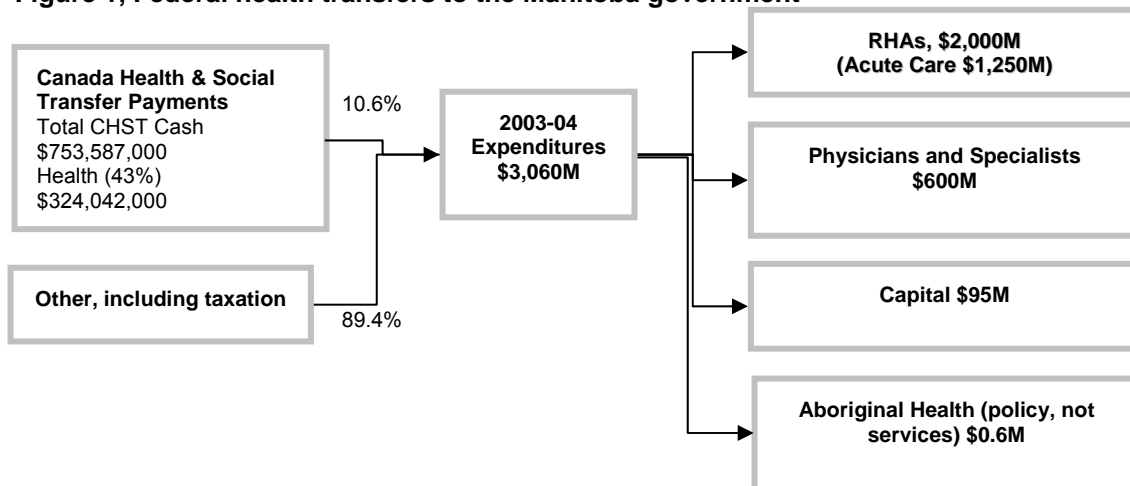 Figure 1, Federal health transfers to the Manitoba government
Canada Health & Social
Transfer Payments
Total CHST Cash
$753,587,000
Health (43%)
$324,042,000
10.6%
Other, including taxation
89.4%
2003-04
Expenditures
$3,060M
RHAs, $2,000M
(Acute Care $1,250M)
Physicians and Specialists
$600M
Capital $95M
Aboriginal Health (policy, not
services) $0.6M